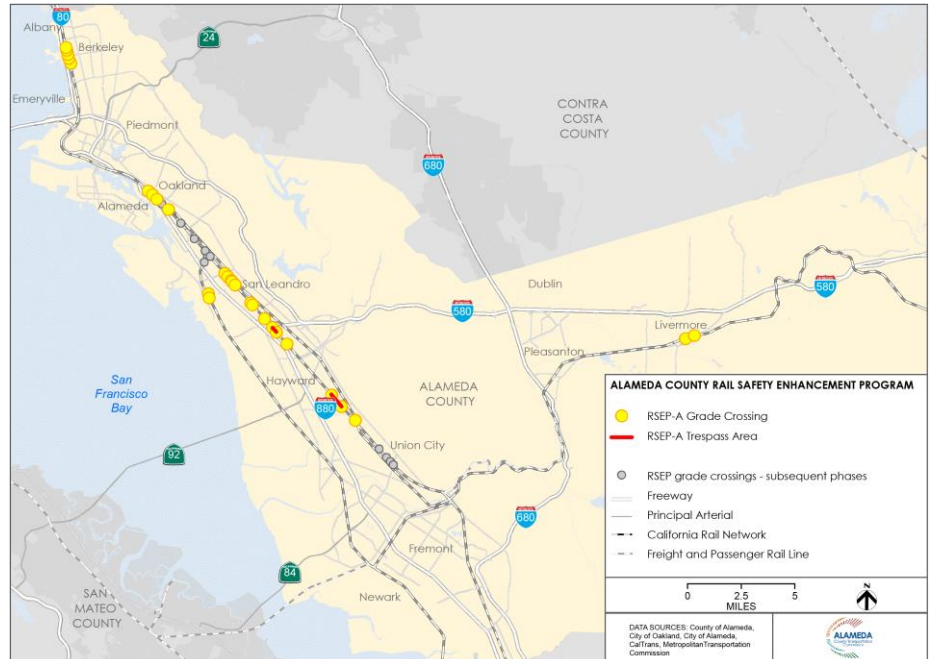 Albany
80
Berkeley
24
Emeryville
CONTRA
COSTA
COUNTY
Piedmont
680
Oakland
Alameda
San Leandro
Dublin
580
580
Livermore
Pleasanton
San
Francisco
Bay
Hayward
ALAMEDA
COUNTY
880
Union City
92
680
Fremont
84
Newark
SAN
MATEO
COUNTY
ALAMEDA COUNTY RAIL SAFETY ENHANCEMENT PROGRAM
RSEP-A Grade Crossing
RSEP-A Trespass Area
RSEP grade crossings - subsequent phases
Freeway
Principal Arterial
California Rail Network
Freight and Passenger Rail Line
0 2.5 5
MILES
N
DATA SOURCES: County of Alameda,
City of Oakland, City of Alameda,
CalTrans, MetropolitanTransportation
Commission
ALAMEDA